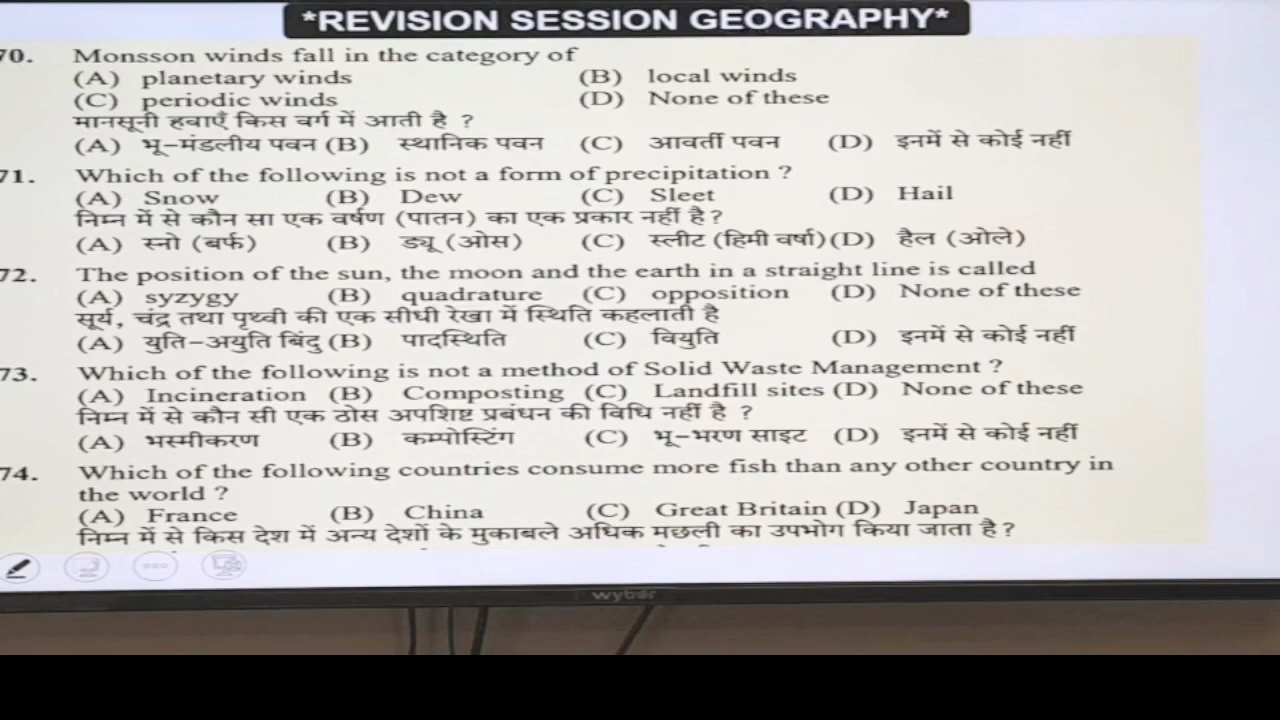 *REVISION SESSION GEOGRAPHY*
70. Monsson winds fall in the category of
(A) planetary winds (B) local winds
(C) periodic winds (D) None of these
मानसूनी हवाएँ किस वर्ग में आती है ?
(A) भू-मंडलीय पवन (B) स्थानिक पवन (C) आवर्ती पवन (D) इनमें से कोई नहीं
71. Which of the following is not a form of precipitation ?
(A) Snow (B) Dew (C) Sleet (D) Hail
निम्न में से कौन सा एक वर्षण (पातन) का एक प्रकार नहीं है ?
(A) स्नो (बर्फ) (B) ड्यू (ओस) (C) स्लीट (हिमी वर्षा) (D) हैल (ओले)
72. The position of the sun, the moon and the earth in a straight line is called
(A) syzygy (B) quadrature (C) opposition (D) None of these
सूर्य, चंद्र तथा पृथ्वी की एक सीधी रेखा में स्थिति कहलाती है
(A) युति-अयुति बिंदु (B) पादस्थिति (C) वियुति (D) इनमें से कोई नहीं
73. Which of the following is not a method of Solid Waste Management ?
(A) Incineration (B) Composting (C) Landfill sites (D) None of these
निम्न में से कौन सी एक ठोस अपशिष्ट प्रबंधन की विधि नहीं है ?
(A) भस्मीकरण (B) कम्पोस्टिंग (C) भू-भरण साइट (D) इनमें से कोई नहीं
74. Which of the following countries consume more fish than any other country in
the world ?
(A) France (B) China (C) Great Britain (D) Japan
निम्न में से किस देश में अन्य देशों के मुकाबले अधिक मछली का उपभोग किया जाता है ?